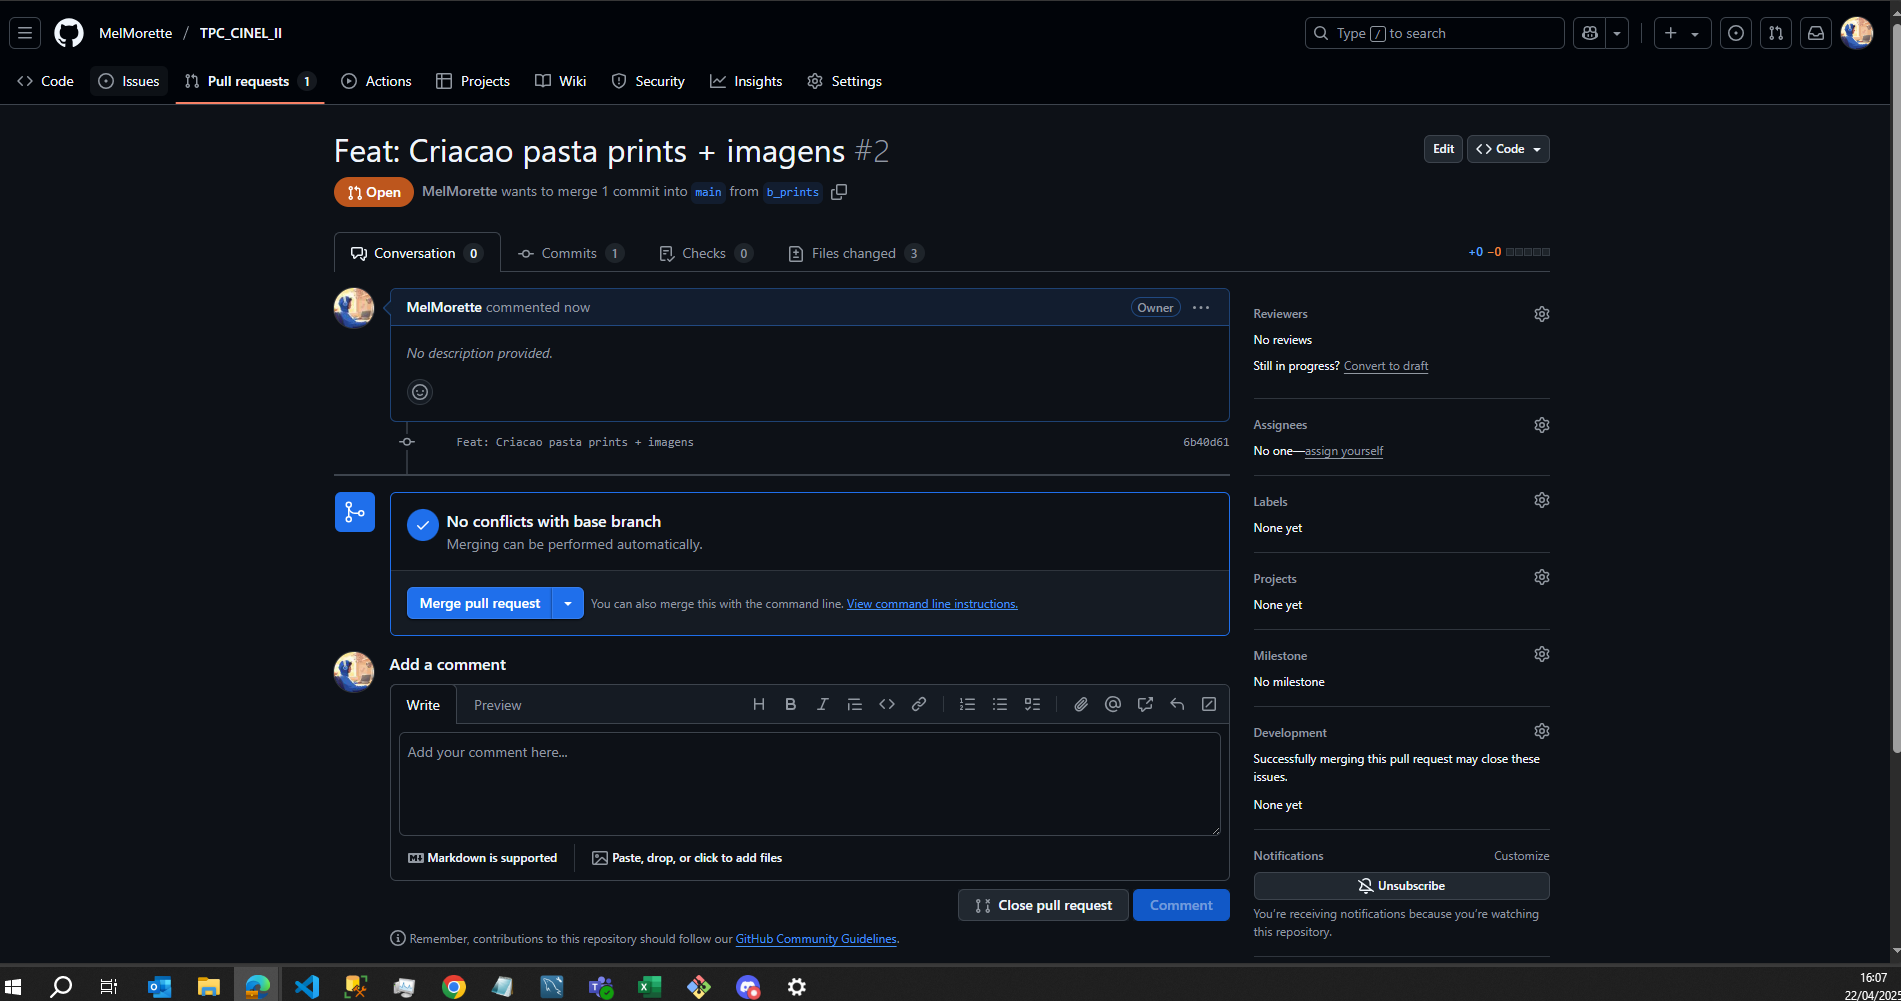 MelMorette / TPC_CINEL_II
Type / to search
Code
Issues
Pull requests 1
Actions
Projects
Wiki
Security
Insights
Settings
Feat: Criacao pasta prints + imagens #2
Edit
Code
Open
MelMorette wants to merge 1 commit into main from b_prints
Conversation 0
Commits 1
Checks 0
Files changed 3
+0 −0
MelMorette commented now
Owner
No description provided.
Feat: Criacao pasta prints + imagens
6b40d61
No conflicts with base branch
Merging can be performed automatically.
Merge pull request
You can also merge this with the command line. View command line instructions.
Add a comment
Write
Preview
Add your comment here...
Markdown is supported
Paste, drop, or click to add files
Close pull request
Comment
Remember, contributions to this repository should follow our GitHub Community Guidelines.
Reviewers
No reviews
Still in progress? Convert to draft
Assignees
No one—assign yourself
Labels
None yet
Projects
None yet
Milestone
No milestone
Development
Successfully merging this pull request may close these
issues.
None yet
Notifications
Customize
Unsubscribe
You're receiving notifications because you're watching
this repository.
16:07
22/04/2025